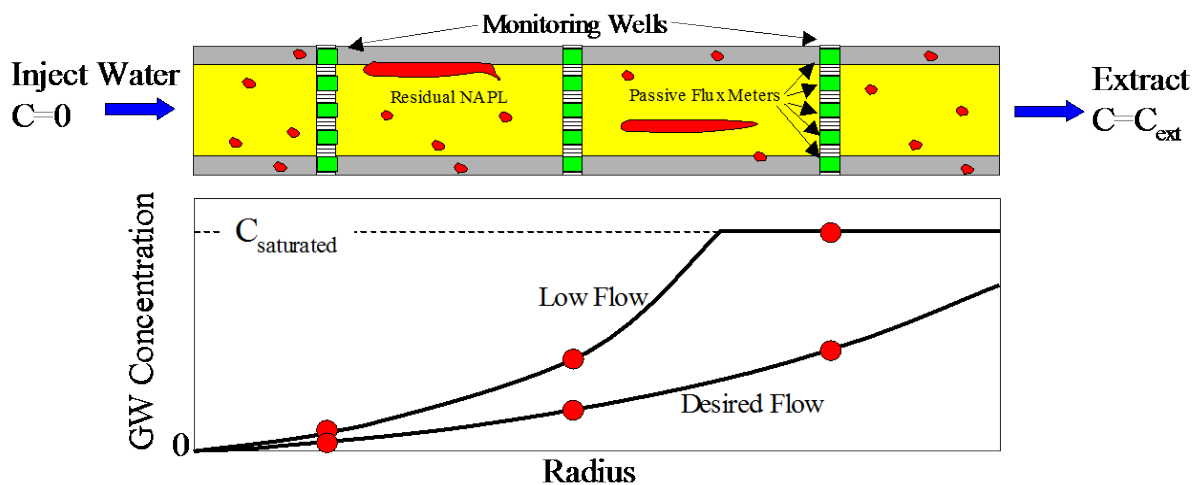 Monitoring Wells
Inject Water
C=0
Residual NAPL
Passive Flux Meters
Extract
C=Cext
Csaturated
Low Flow
Desired Flow
GW Concentration
0
Radius